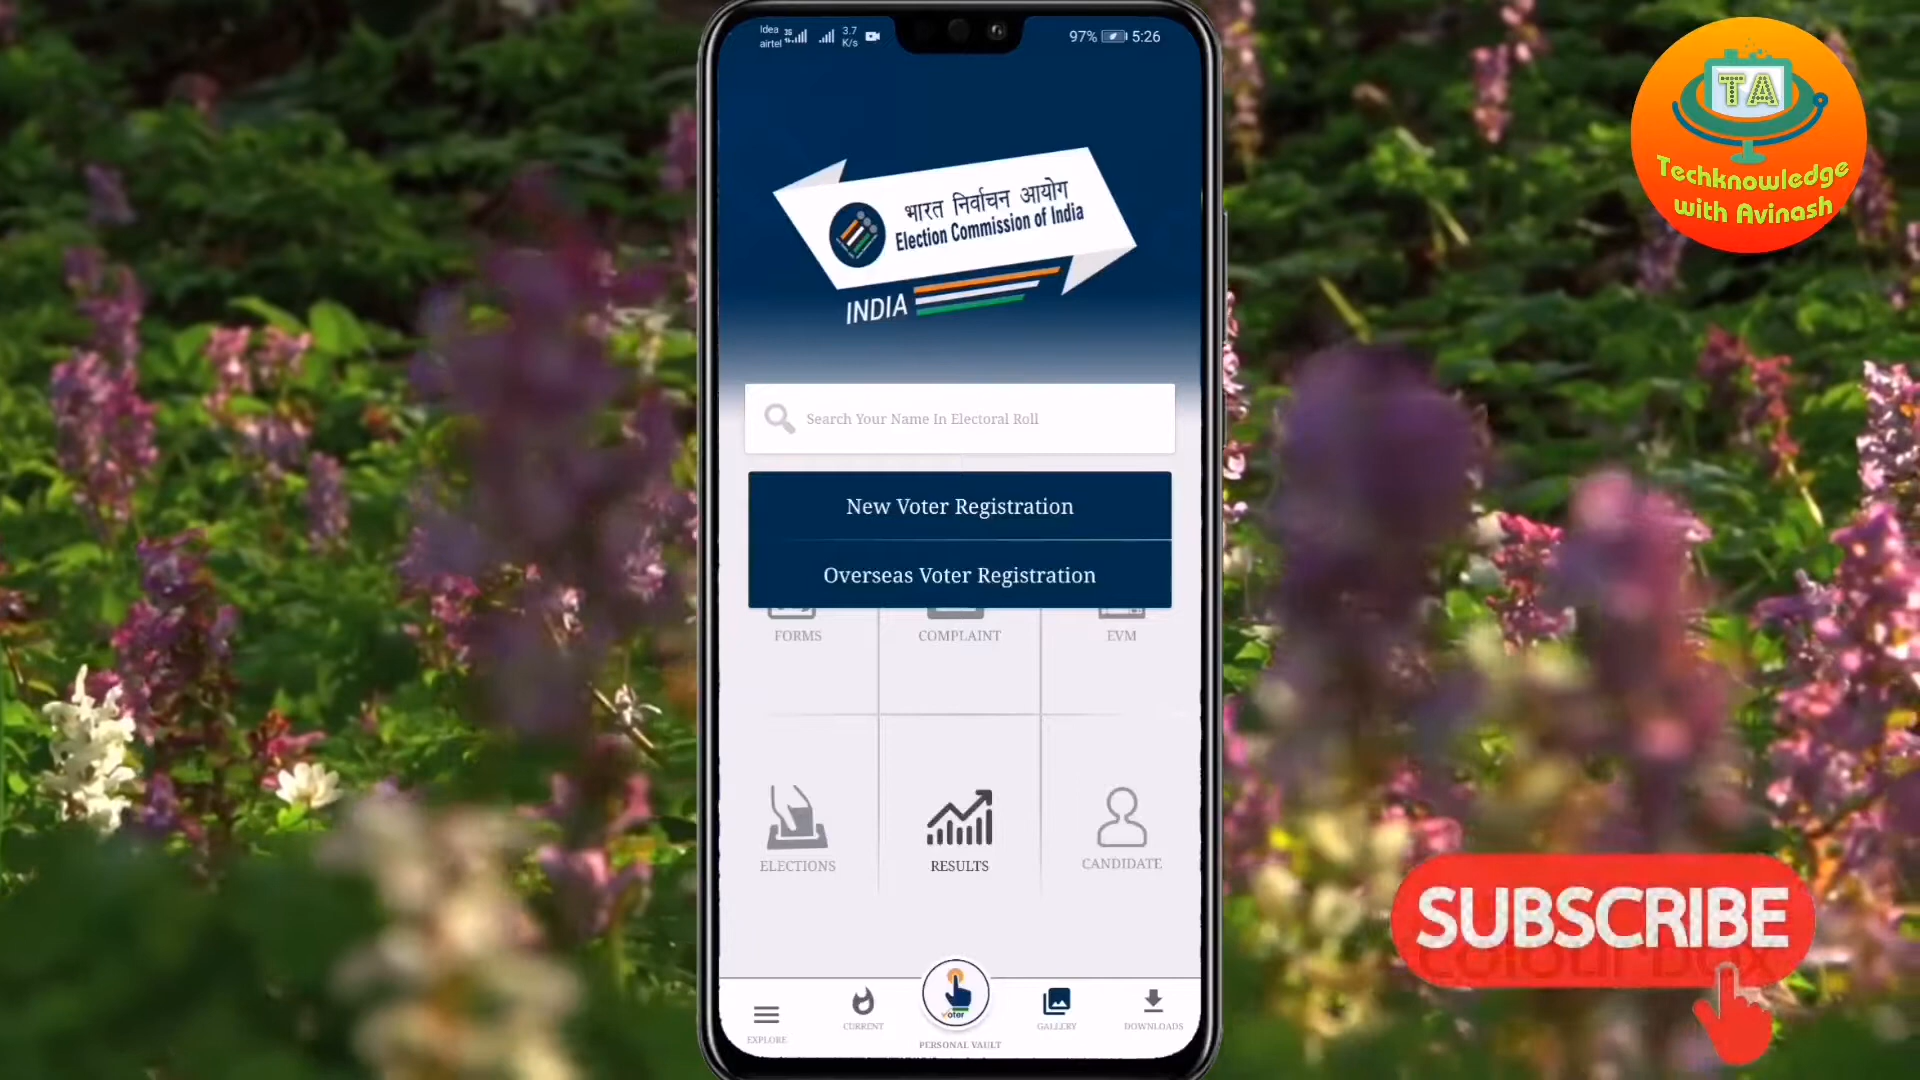 Idea
airtel
3G
3.7
K/s
97%
5:26
TA
Techknowledge
with Avinash
भारत निर्वाचन आयोग
Election Commission of India
INDIA
Search Your Name In Electoral Roll
New Voter Registration
Overseas Voter Registration
FORMS
COMPLAINT
EVM
ELECTIONS
RESULTS
CANDIDATE
SUBSCRIBE
EXPLORE
CURRENT
PERSONAL VAULT
GALLERY
DOWNLOADS